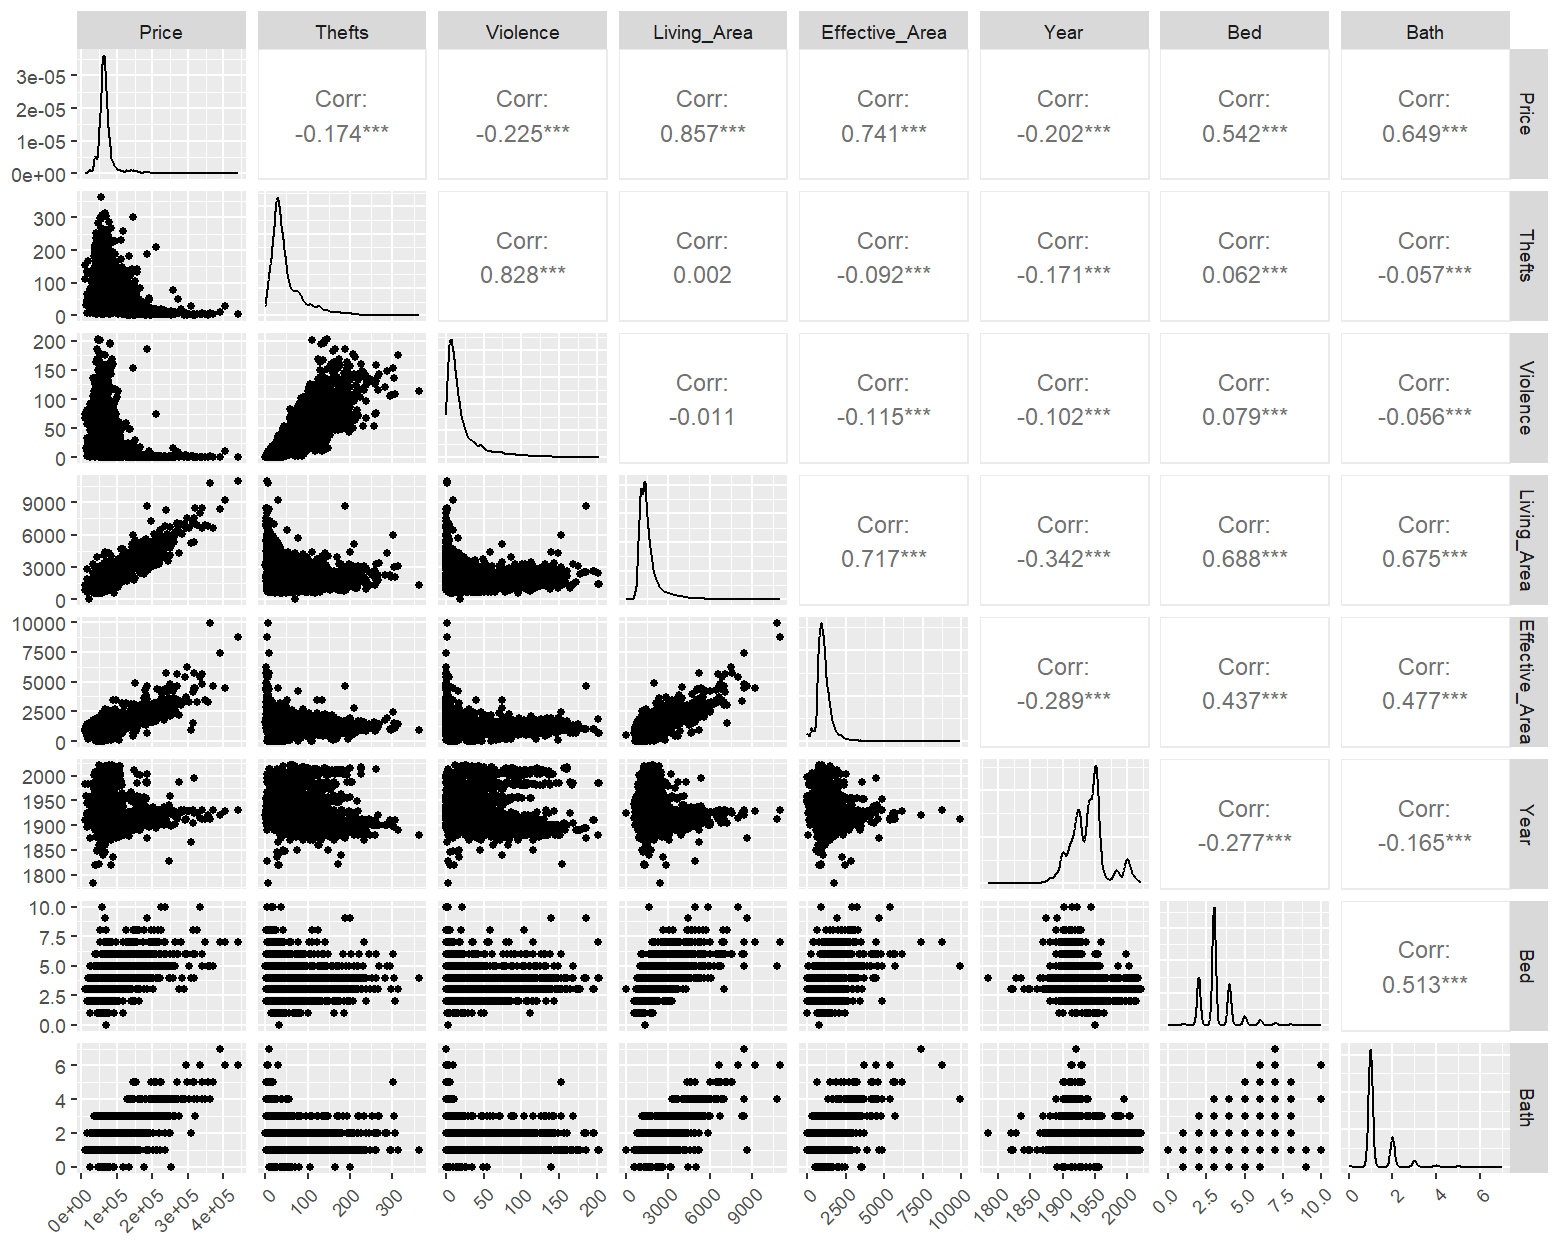 Price Thefts Violence Living_Area Effective_Area Year Bed Bath
3e-05
2e-05
1e-05
0e+00
Corr:
-0.174***
Corr:
-0.225***
Corr:
0.857***
Corr:
0.741***
Corr:
-0.202***
Corr:
0.542***
Corr:
0.649***
Price
300
200
100
0
Corr:
0.828***
Corr:
0.002
Corr:
-0.092***
Corr:
-0.171***
Corr:
0.062***
Corr:
-0.057***
Thefts
200
150
100
50
0
Corr:
-0.011
Corr:
-0.115***
Corr:
-0.102***
Corr:
0.079***
Corr:
-0.056***
Violence
9000
6000
3000
0
Corr:
0.717***
Corr:
-0.342***
Corr:
0.688***
Corr:
0.675***
Living_Area
10000
7500
5000
2500
0
Corr:
-0.289***
Corr:
0.437***
Corr:
0.477***
Effective_Area
2000
1950
1900
1850
1800
Corr:
-0.277***
Corr:
-0.165***
Year
10.0
7.5
5.0
2.5
0.0
Corr:
0.513***
Bed
6
4
2
0
Bath
0e+00 1e+05 2e+05 3e+05 4e+05
0 100 200 300
0 50 100 150 200
0 3000 6000 9000
0 2500 5000 7500 10000
1800 1850 1900 1950 2000
0.0 2.5 5.0 7.5 10.0
0 2 4 6